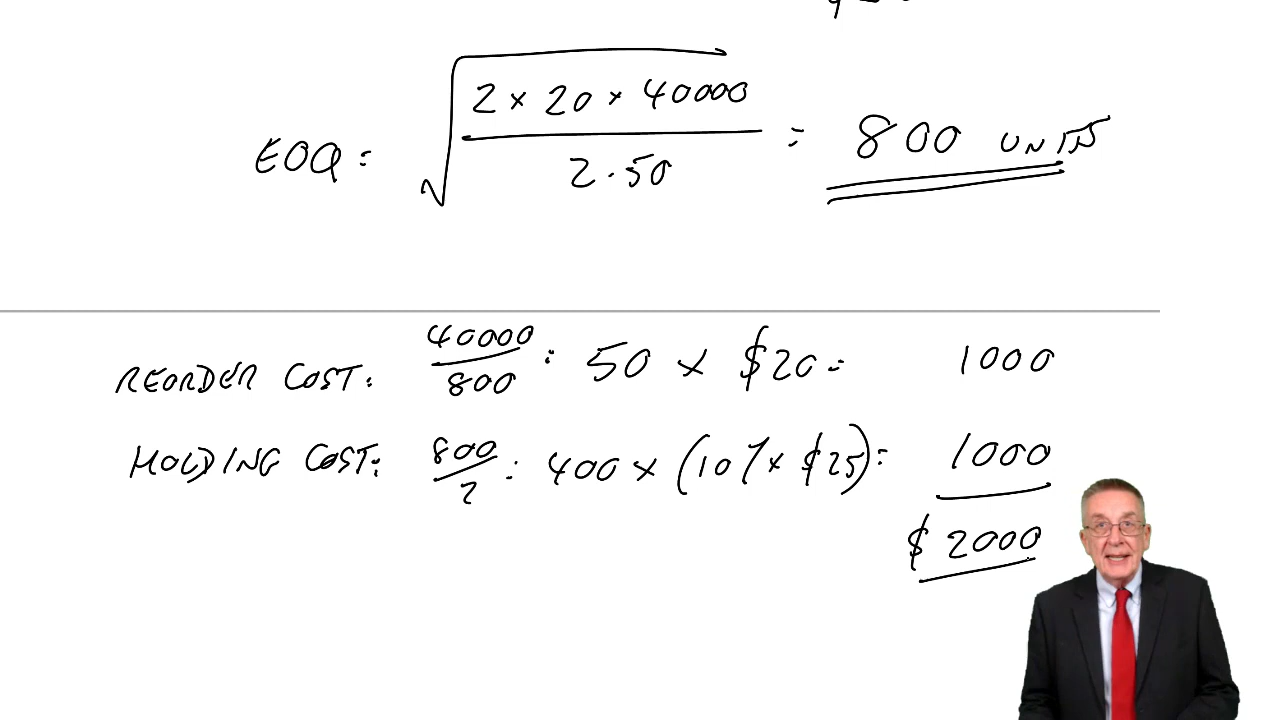 EOQ = √ 2 × 20 × 40000
2.50
= 800 UNITS
REORDER COST: 40000 / 800 = 50 × $20 = 1000
HOLDING COST: 800 / 2 = 400 × (10% × $25) = 1000
$2000